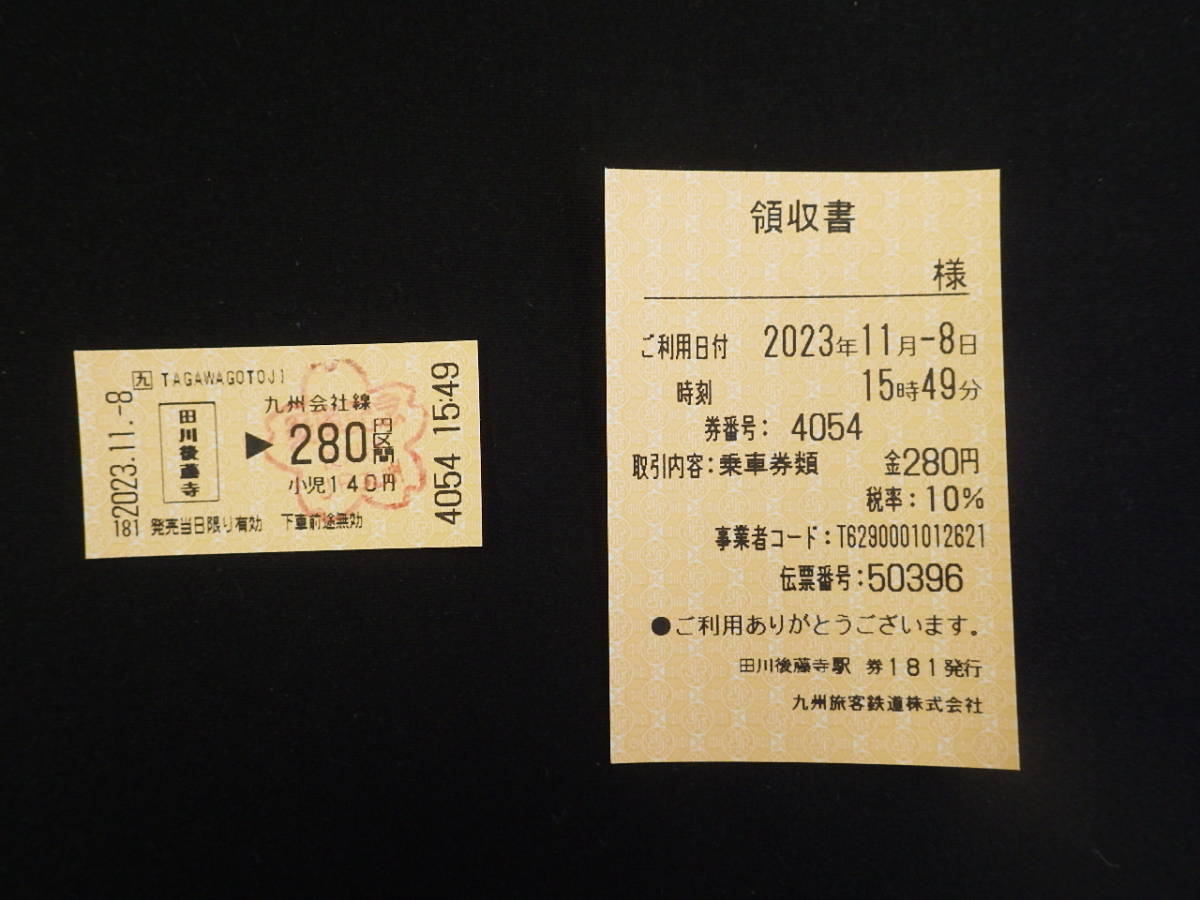 九 TAGAWAGOTOJI
田川後藤寺
九州会社線
▶280円区間
小児140円
181 発売当日限り有効 下車前途無効
2023.11.-8
4054 15:49
領収書
様
ご利用日付 2023年11月-8日
時刻 15時49分
券番号: 4054
取引内容:乗車券類 金280円
税率:10%
事業者コード:T6290001012621
伝票番号:50396
●ご利用ありがとうございます。
田川後藤寺駅 券181発行
九州旅客鉄道株式会社